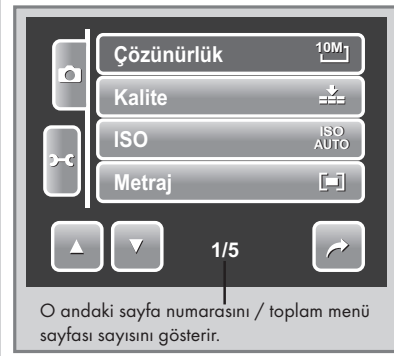 Çözünürlük 10M
Kalite
ISO ISO AUTO
Metraj
1/5
O andaki sayfa numarasını / toplam menü
sayfası sayısını gösterir.